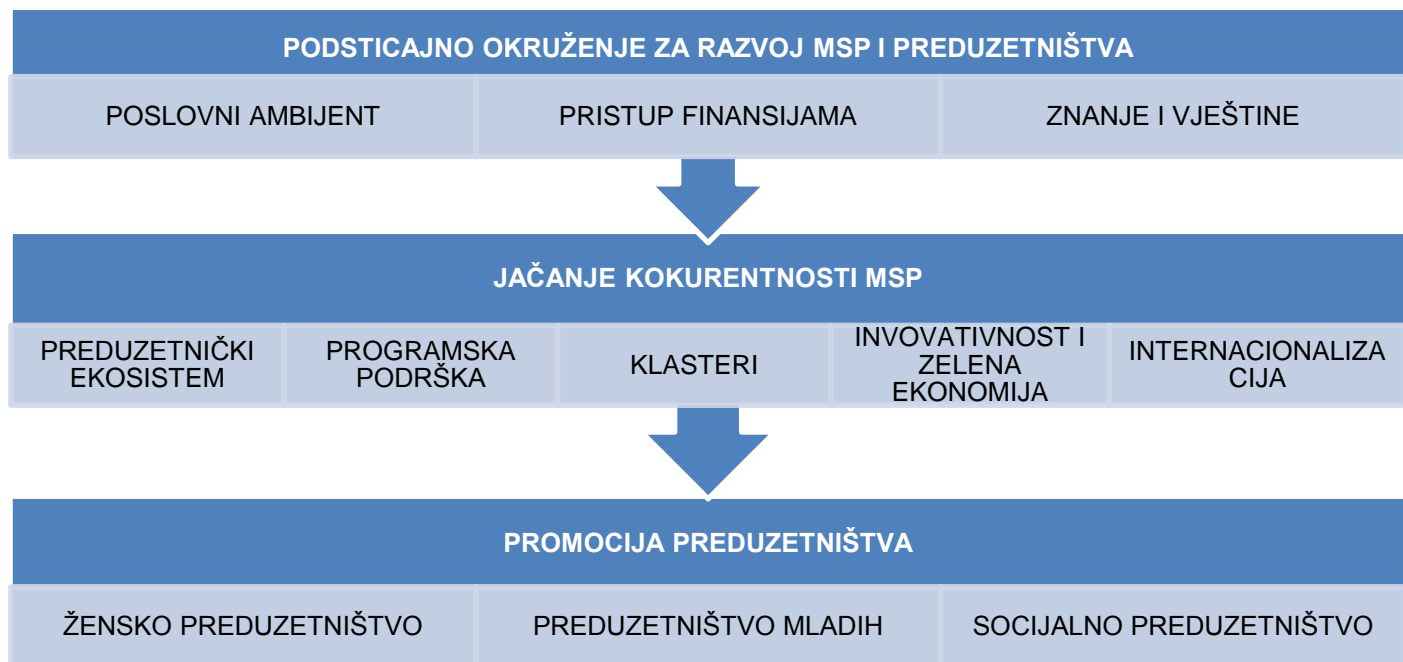 PODSTICAJNO OKRUŽENJE ZA RAZVOJ MSP I PREDUZETNIŠTVA
POSLOVNI AMBIJENT
PRISTUP FINANSIJAMA
ZNANJE I VJEŠTINE
JAČANJE KOKURENTNOSTI MSP
PREDUZETNIČKI
EKOSISTEM
PROGRAMSKA
PODRŠKA
KLASTERI
INVOVATIVNOST I
ZELENA
EKONOMIJA
INTERNACIONALIZA
CIJA
PROMOCIJA PREDUZETNIŠTVA
ŽENSKO PREDUZETNIŠTVO
PREDUZETNIŠTVO MLADIH
SOCIJALNO PREDUZETNIŠTVO